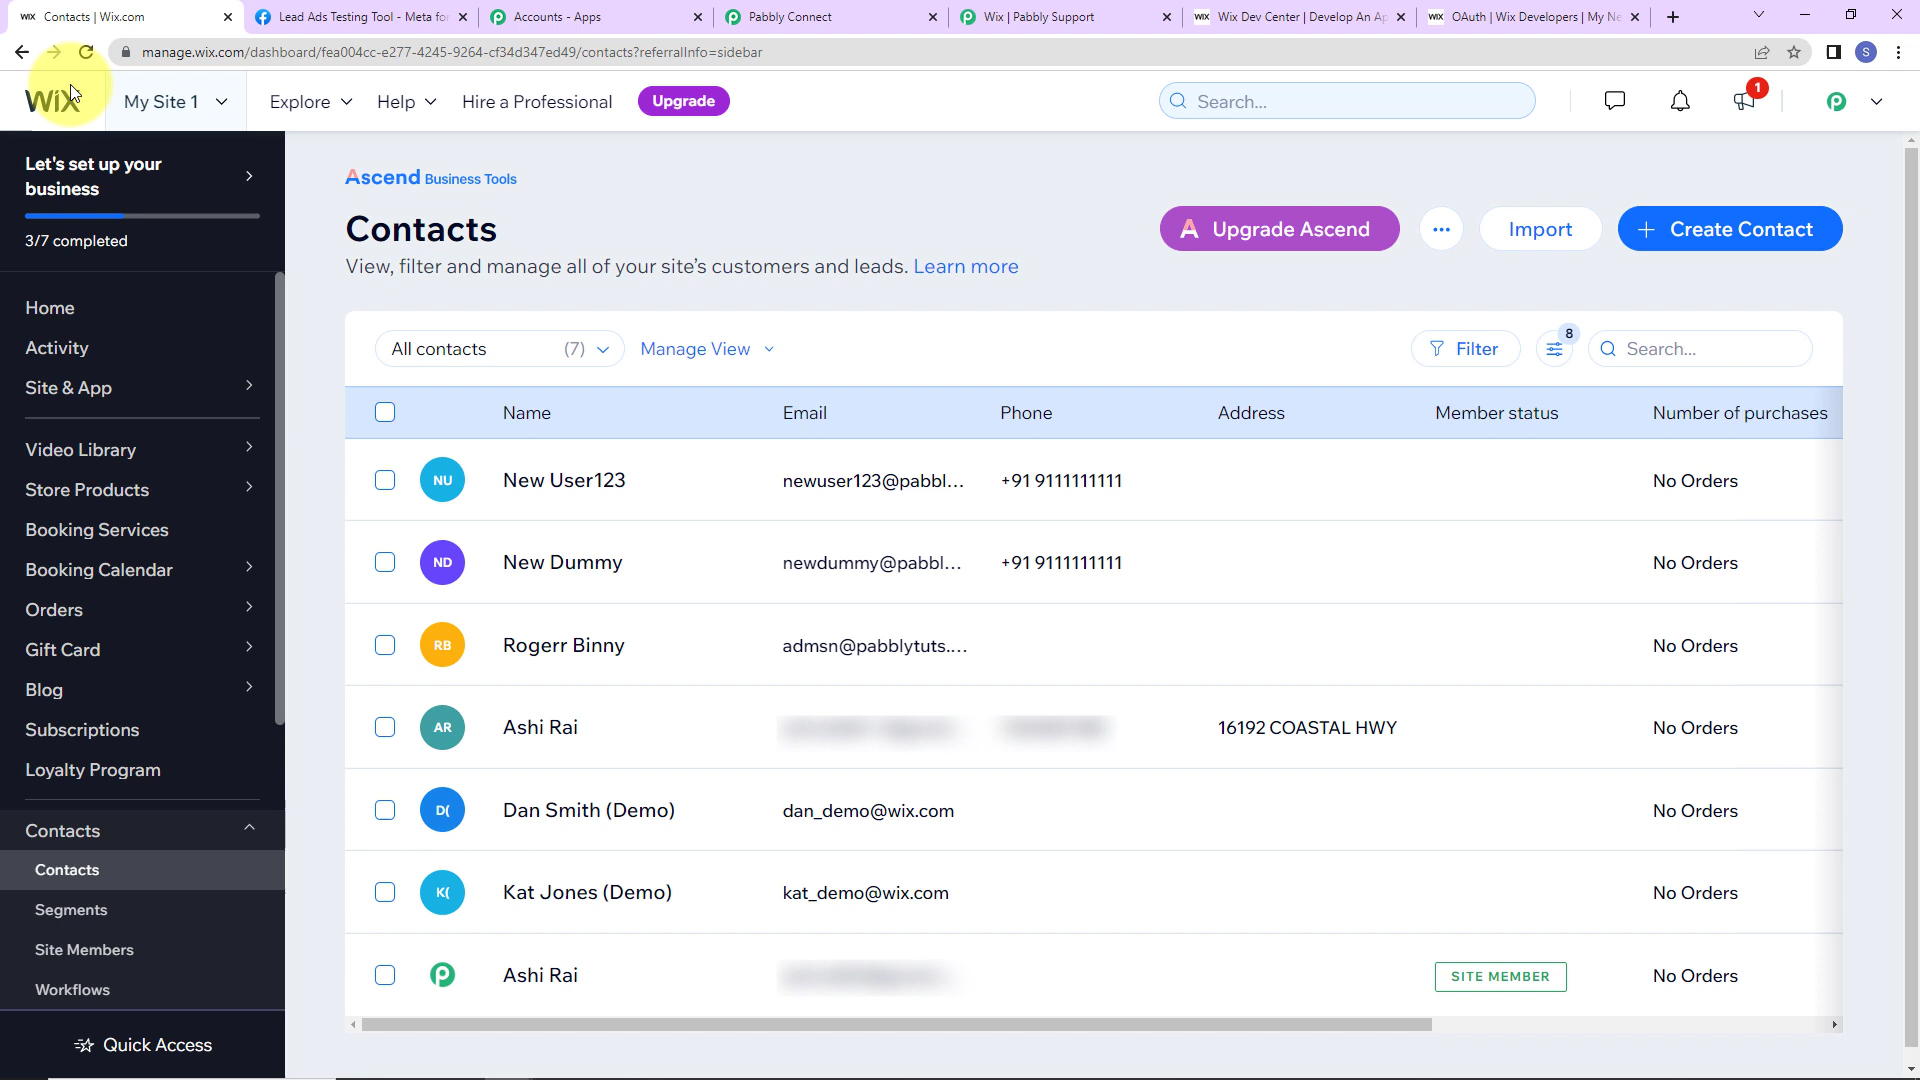 Contacts | Wix.com
Lead Ads Testing Tool - Meta for
Accounts - Apps
Pabbly Connect
Wix | Pabbly Support
Wix Dev Center | Develop An Ap
OAuth | Wix Developers | My Ne
manage.wix.com/dashboard/fea004cc-e277-4245-9264-cf34d347ed49/contacts?referralInfo=sidebar
S
WIX
My Site 1
Explore
Help
Hire a Professional
Upgrade
Search...
1
Let's set up your
business
3/7 completed
Home
Activity
Site & App
Video Library
Store Products
Booking Services
Booking Calendar
Orders
Gift Card
Blog
Subscriptions
Loyalty Program
Contacts
Contacts
Segments
Site Members
Workflows
Quick Access
Ascend Business Tools
Contacts
View, filter and manage all of your site's customers and leads. Learn more
A Upgrade Ascend
Import
+ Create Contact
All contacts (7)
Manage View
Filter
8
Search...
Name Email Phone Address Member status Number of purchases
NU New User123 newuser123@pabbl... +91 9111111111 No Orders
ND New Dummy newdummy@pabbl... +91 9111111111 No Orders
RB Rogerr Binny admsn@pabblytuts.... No Orders
AR Ashi Rai 16192 COASTAL HWY No Orders
D( Dan Smith (Demo) dan_demo@wix.com No Orders
K( Kat Jones (Demo) kat_demo@wix.com No Orders
Ashi Rai SITE MEMBER No Orders